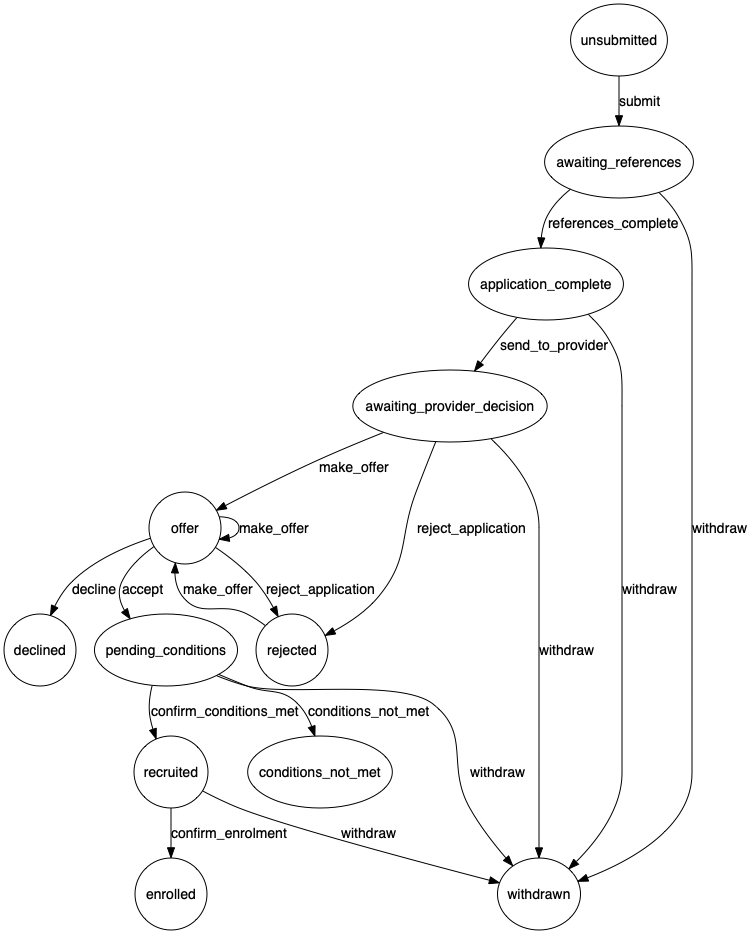 unsubmitted
submit
awaiting_references
references_complete
application_complete
send_to_provider
awaiting_provider_decision
make_offer
offer
make_offer
reject_application
withdraw
decline
accept
make_offer
reject_application
withdraw
declined
pending_conditions
rejected
withdraw
confirm_conditions_met
conditions_not_met
recruited
conditions_not_met
withdraw
confirm_enrolment
withdraw
enrolled
withdrawn